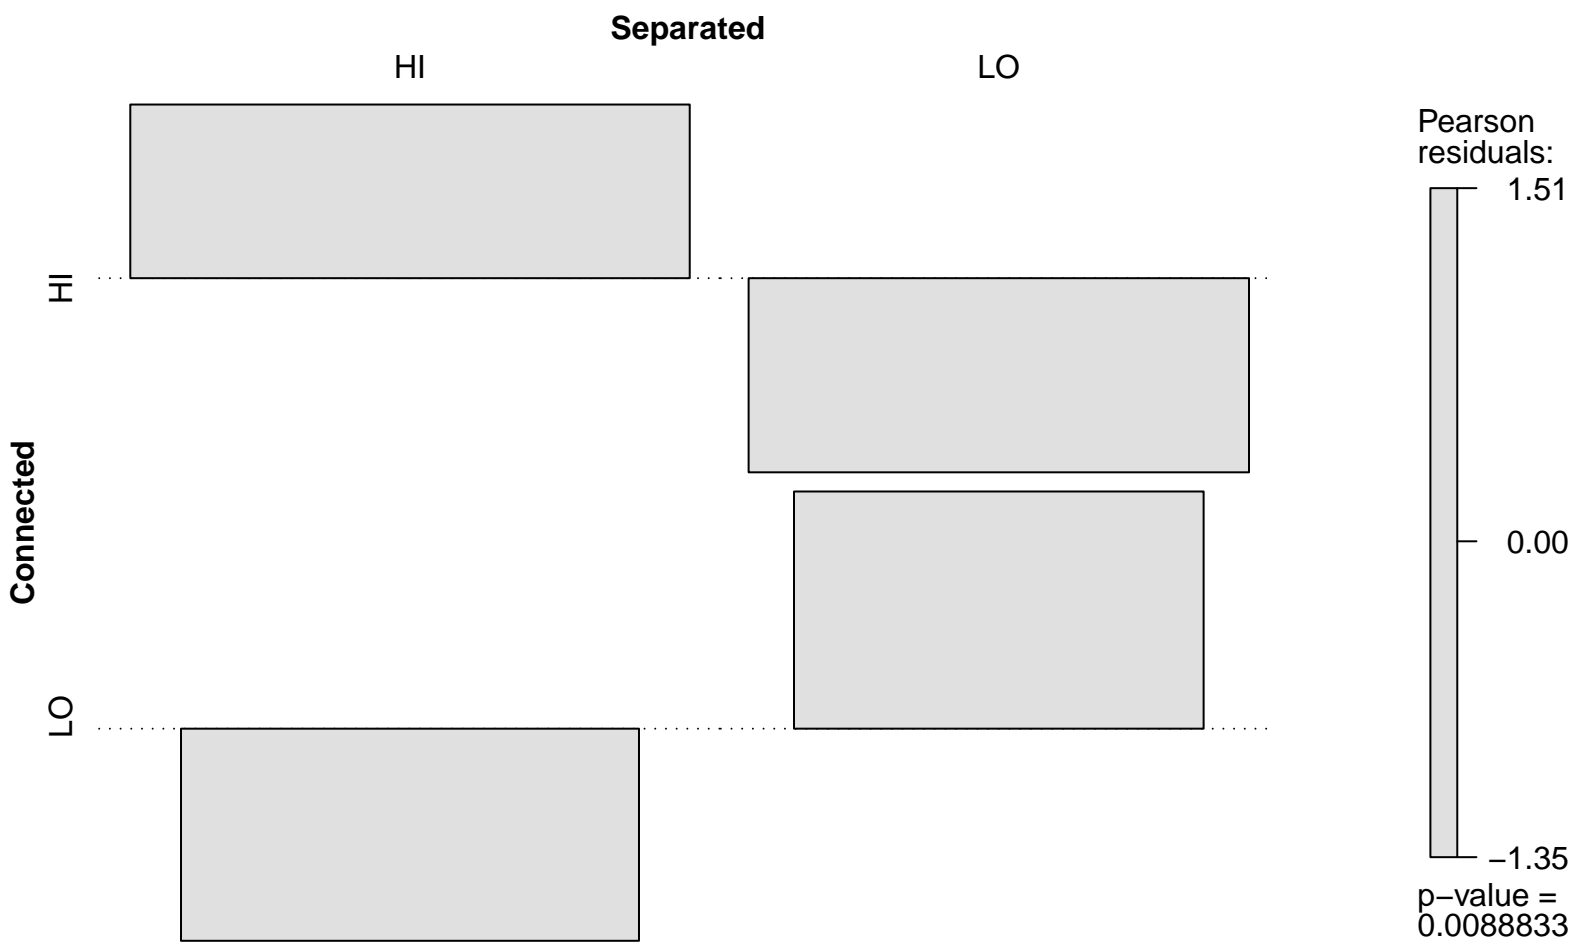 Separated
HI
LO
Connected
HI
LO
Pearson
residuals:
1.51
0.00
−1.35
p−value =
0.0088833